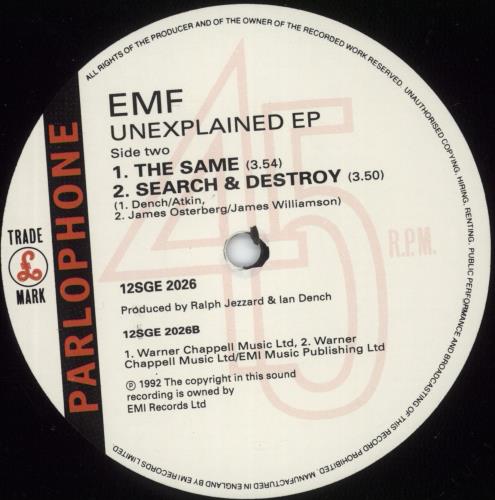 ALL RIGHTS OF THE PRODUCER AND OF THE OWNER OF THE RECORDED WORK RESERVED. UNAUTHORISED COPYING, HIRING, RENTING, PUBLIC PERFORMANCE AND BROADCASTING OF THIS RECORD PROHIBITED. MANUFACTURED IN ENGLAND BY EMI RECORDS LIMITED
EMF
UNEXPLAINED EP
Side two
1. THE SAME (3.54)
2. SEARCH & DESTROY (3.50)
(1. Dench/Atkin,
2. James Osterberg/James Williamson)
45
R.P.M.
PARLOPHONE
TRADE
£
MARK
12SGE 2026
Produced by Ralph Jezzard & Ian Dench
12SGE 2026B
1. Warner Chappell Music Ltd, 2. Warner
Chappell Music Ltd/EMI Music Publishing Ltd
℗ 1992 The copyright in this sound
recording is owned by
EMI Records Ltd